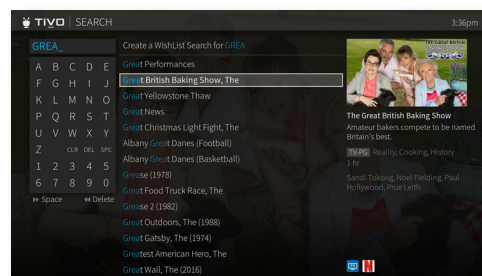 TIVO | SEARCH
3:36pm
GREA_
A B C D E
F G H I J
K L M N O
P Q R S T
U V W X Y
Z CLR DEL SPC
1 2 3 4 5
6 7 8 9 0
Space Delete
Create a WishList Search for GREA
Great Performances
Great British Baking Show, The
Great Yellowstone Thaw
Great News
Great Christmas Light Fight, The
Albany Great Danes (Football)
Albany Great Danes (Basketball)
Grease (1978)
Great Food Truck Race, The
Grease 2 (1982)
Great Outdoors, The (1988)
Great Gatsby, The (1974)
Greatest American Hero, The
Great Wall, The (2016)
THE GREAT BRITISH
The Great British Baking Show
Amateur bakers compete to be named
Britain's best.
TV-PG Reality, Cooking, History
1 hr
Sandi Toksvig, Noel Fielding, Paul
Hollywood, Prue Leith
N